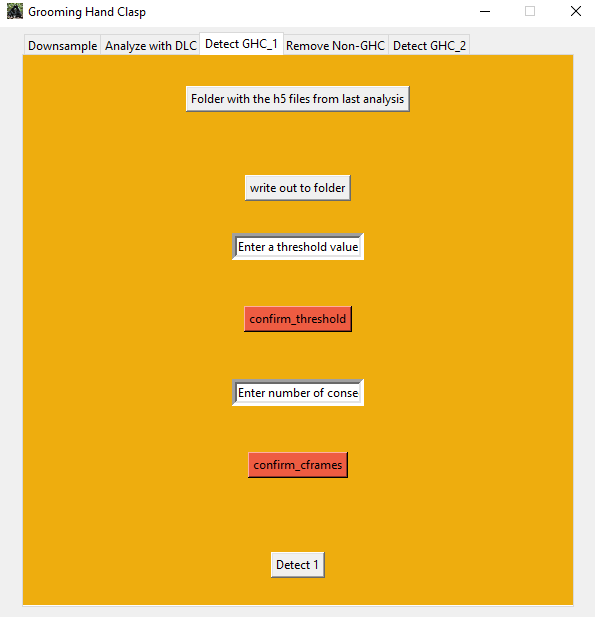 Grooming Hand Clasp
Downsample Analyze with DLC Detect GHC_1 Remove Non-GHC Detect GHC_2
Folder with the h5 files from last analysis
write out to folder
Enter a threshold value
confirm_threshold
Enter number of conse
confirm_cframes
Detect 1